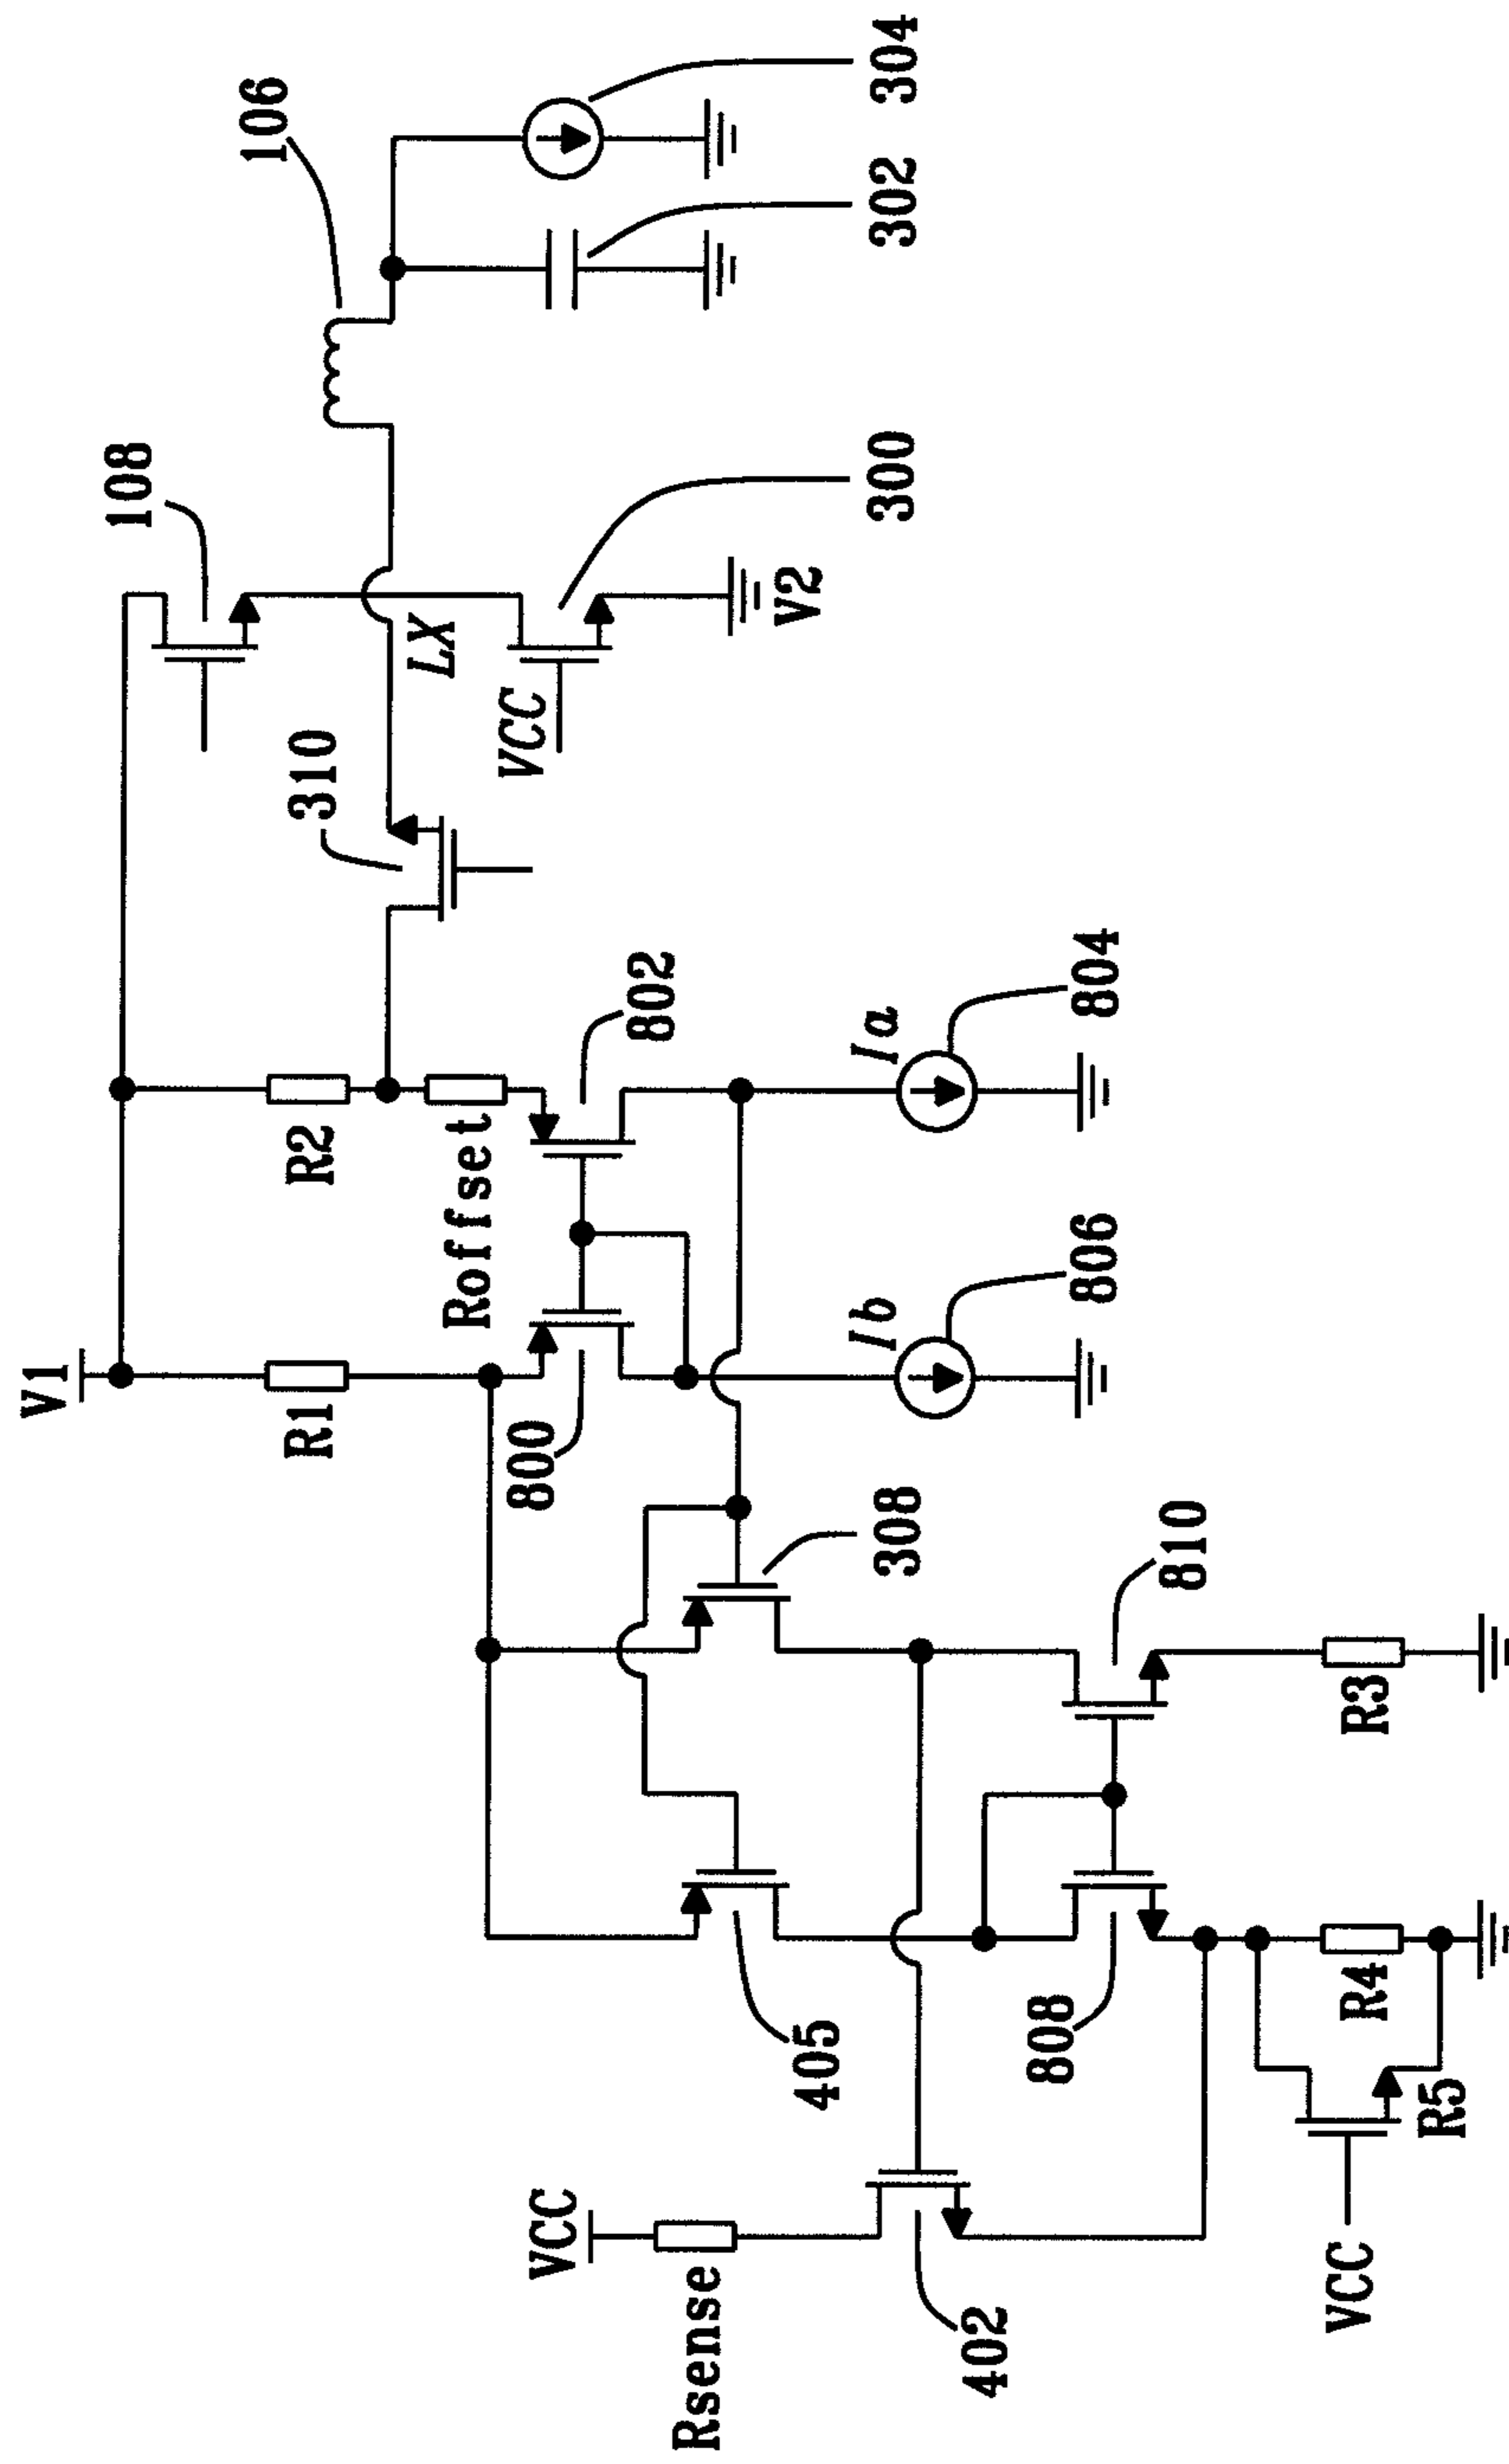 V1
108
106
R1
R2
310
LX
Rsense
VCC
800
Roffset
802
VCC
300
V2
302
304
402
405
308
Ib
Ia
806
804
808
810
VCC
R5
R4
R3